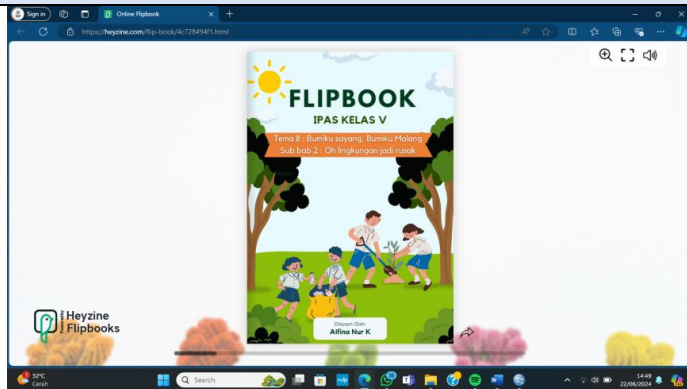 Sign in
Online Flipbook
https://heyzine.com/flip-book/4c728494f1.html
FLIPBOOK
IPAS KELAS V
Tema 8 : Bumiku sayang, Bumiku Malang
Sub bab 2 : Oh lingkungan jadi rusak
Disusun Oleh:
Alfina Nur K
Heyzine
Flipbooks
32°C
Cerah
Search
14:49
22/06/2024